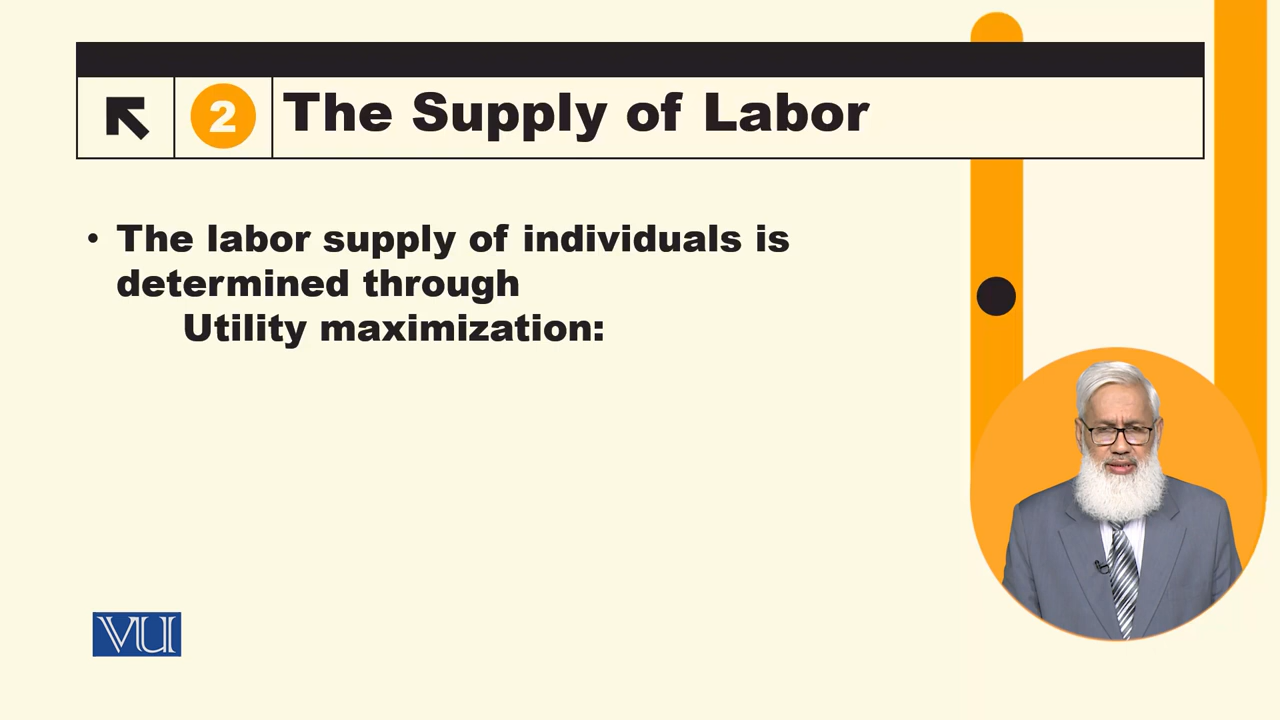 2 The Supply of Labor
• The labor supply of individuals is
determined through
Utility maximization:
VU